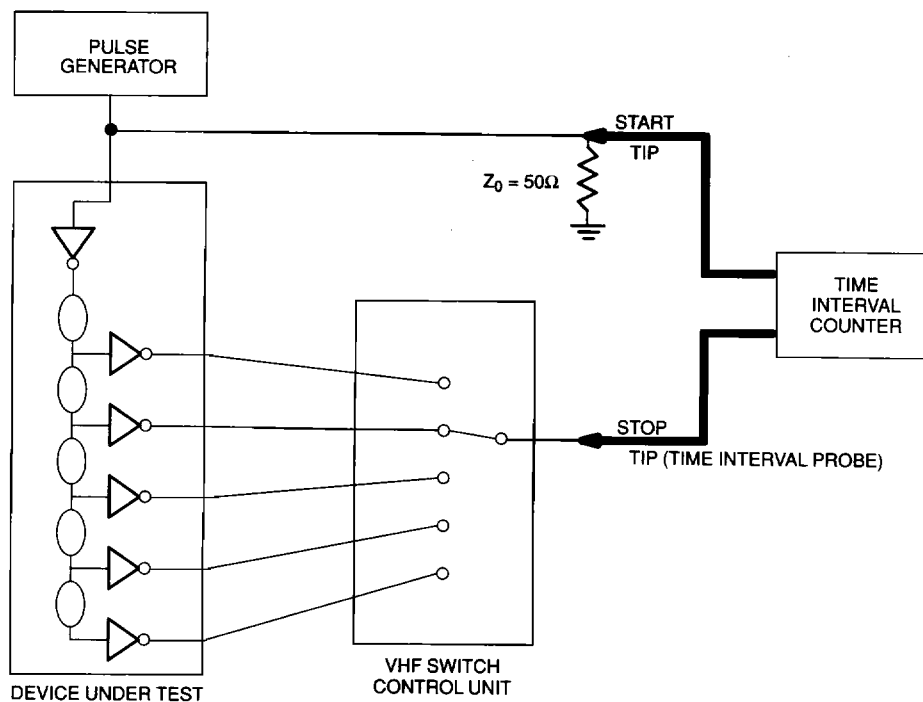 PULSE
GENERATOR
START
TIP
Z₀ = 50Ω
TIME
INTERVAL
COUNTER
STOP
TIP (TIME INTERVAL PROBE)
VHF SWITCH
CONTROL UNIT
DEVICE UNDER TEST